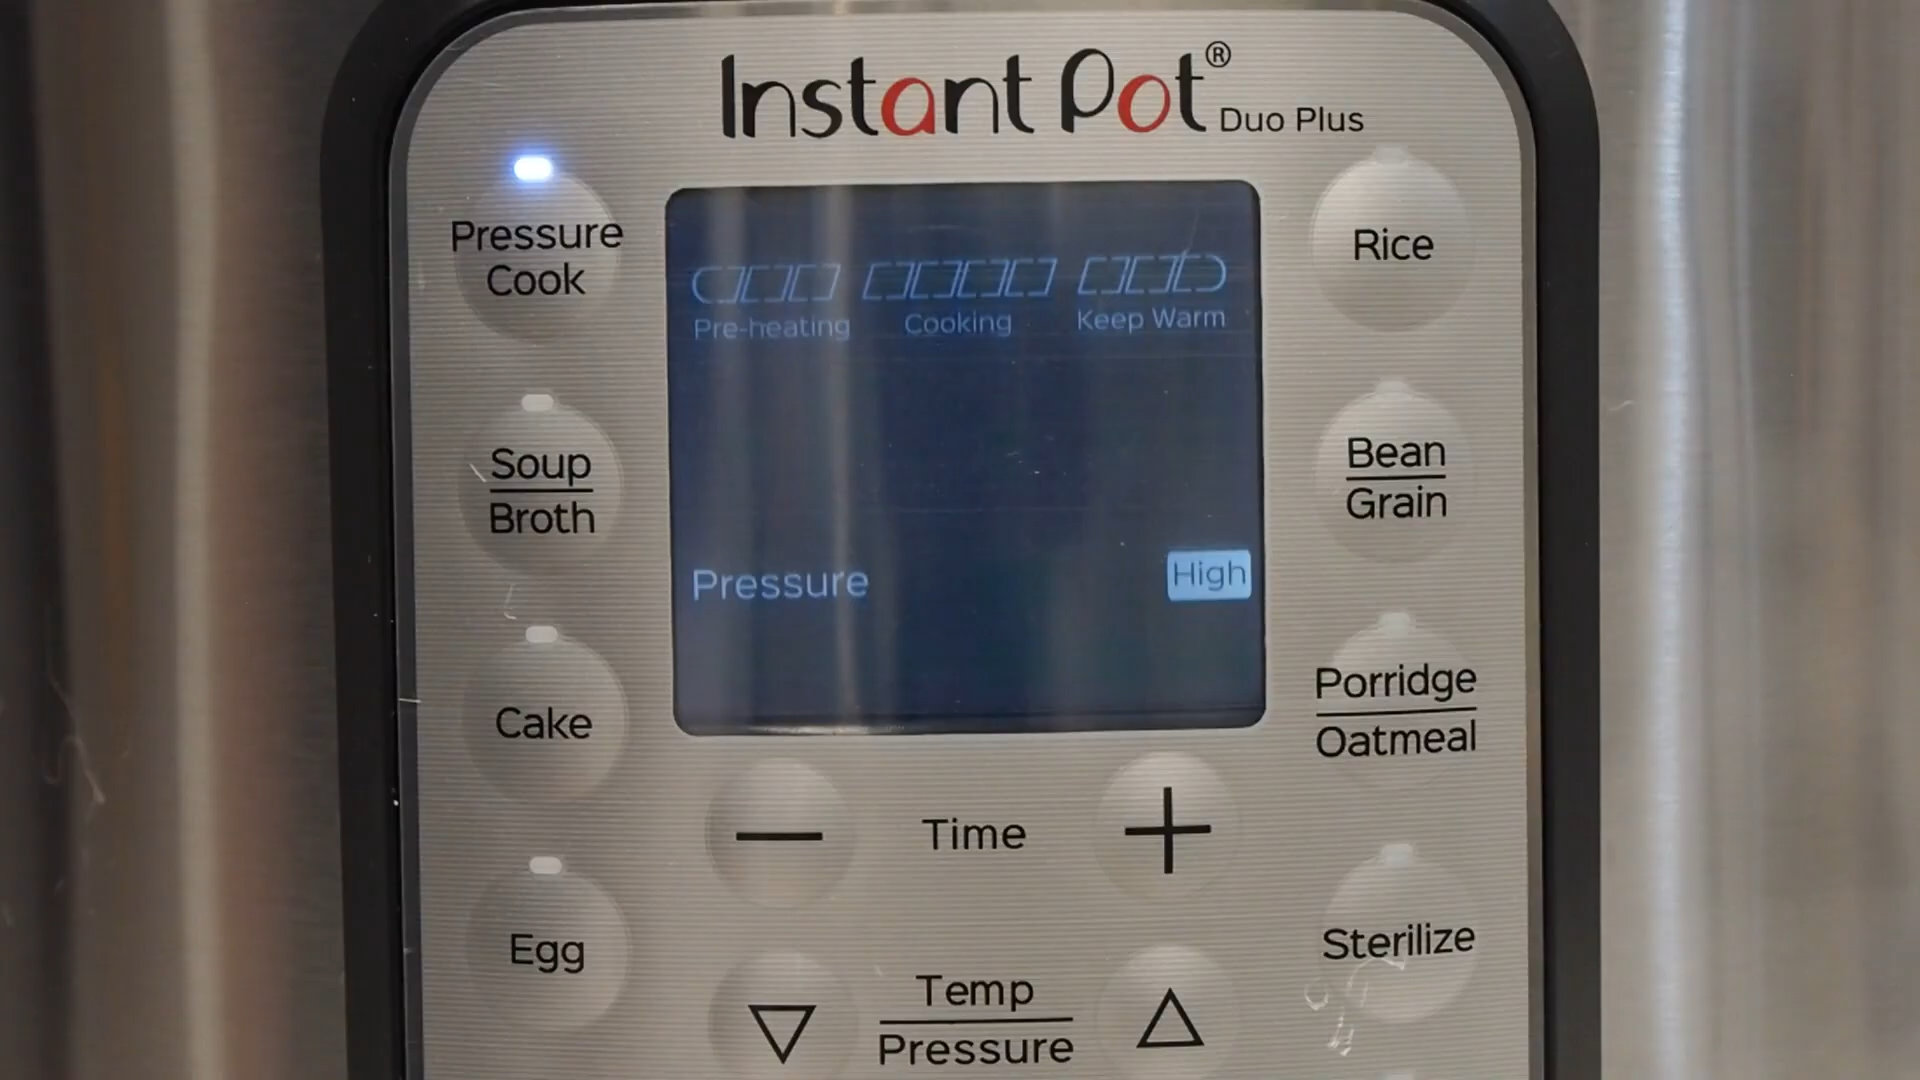 Instant Pot®
Duo Plus
Pressure
Cook
Rice
Pre-heating
Cooking
Keep Warm
Soup
Broth
Bean
Grain
Pressure
High
Cake
Porridge
Oatmeal
Time
Egg
Sterilize
Temp
Pressure